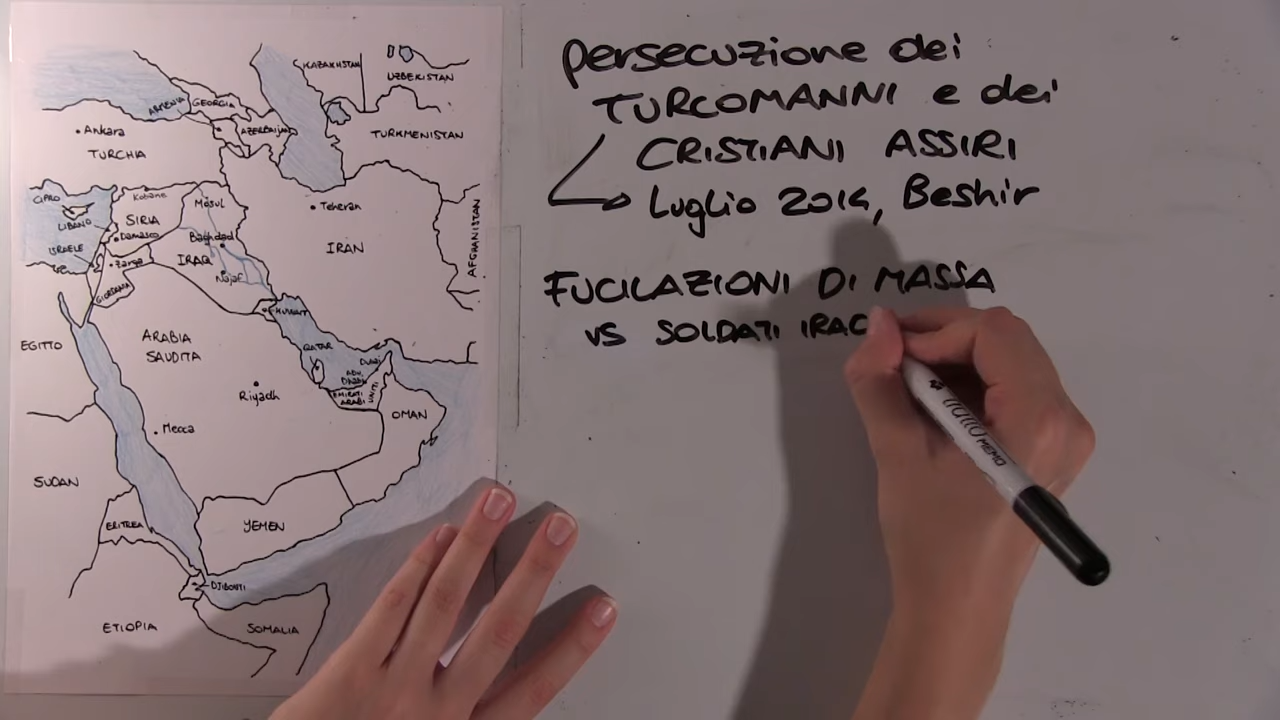 KAZAKHSTAN
UZBEKISTAN
ARMENIA
GEORGIA
AZERBAIJAN
TURKMENISTAN
Ankara
TURCHIA
CIPRO
Kobane
Mosul
Teheran
AFGHANISTAN
LIBANO
SIRIA
Damasco
Baghdad
IRAN
ISRAELE
Zarqa
IRAQ
Najaf
GIORDANIA
KUWAIT
EGITTO
ARABIA
SAUDITA
QATAR
DUBAI
ABU
DHABI
EMIRATI
ARABI
UNITI
Riyadh
OMAN
Mecca
SUDAN
ERITREA
YEMEN
DJIBOUTI
ETIOPIA
SOMALIA
persecuzione dei
TURCOMANNI e dei
CRISTIANI ASSIRI
Luglio 2014, Beshir
FUCILAZIONI DI MASSA
VS SOLDATI IRAC
TRATTO
MEMO